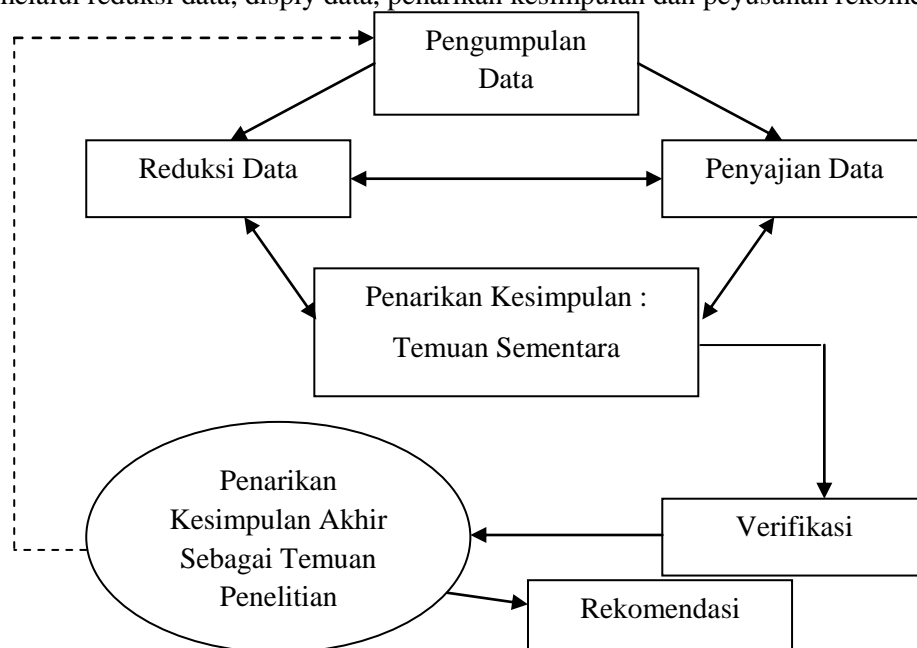 melalui reduksi data, disply data, penarikan kesimpulan dan peyusunan rekome
Pengumpulan
Data
Reduksi Data
Penyajian Data
Penarikan Kesimpulan :
Temuan Sementara
Penarikan
Kesimpulan Akhir
Sebagai Temuan
Penelitian
Verifikasi
Rekomendasi